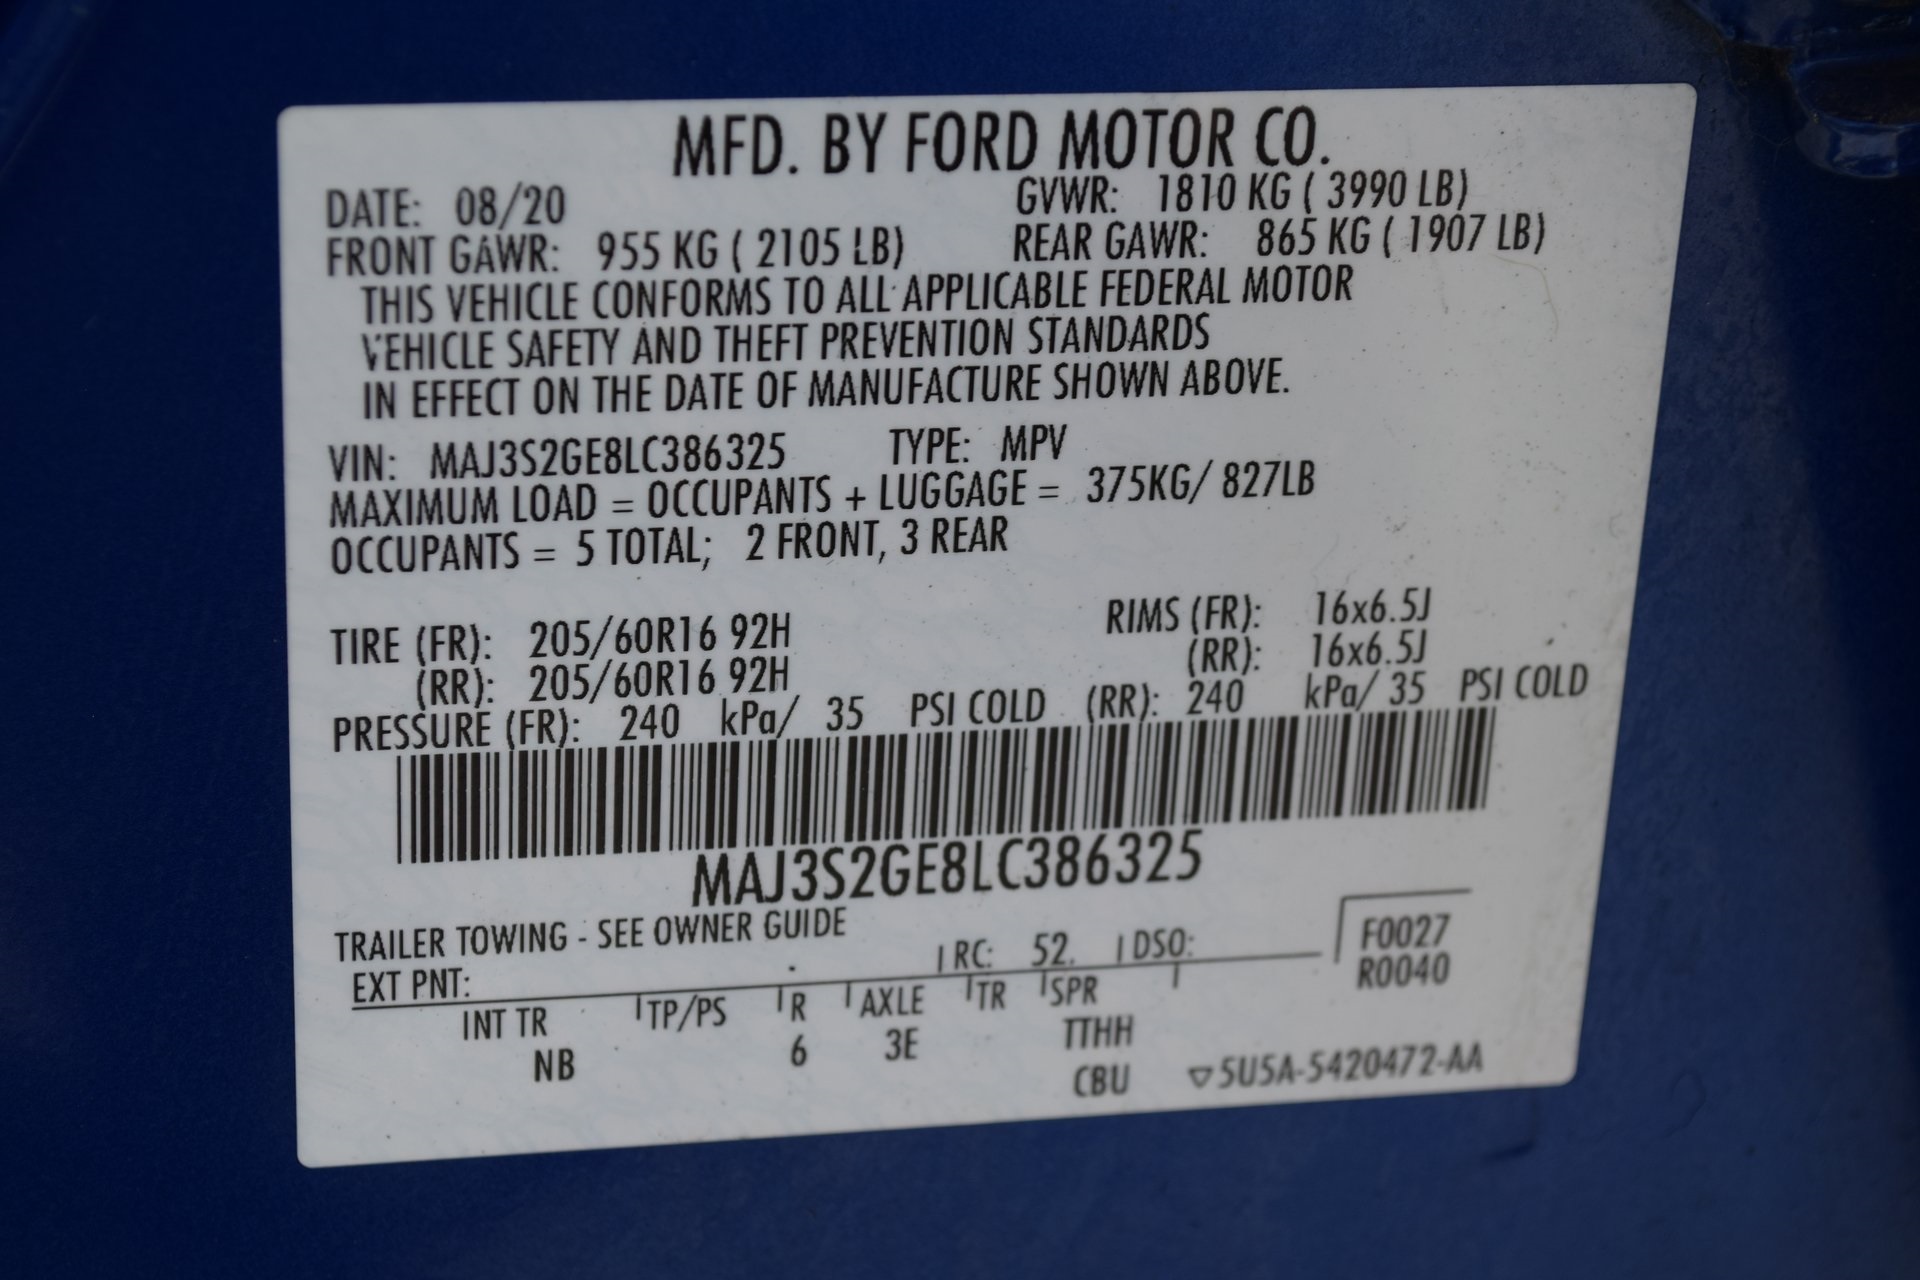 MFD. BY FORD MOTOR CO.
DATE: 08/20 GVWR: 1810 KG ( 3990 LB)
FRONT GAWR: 955 KG ( 2105 LB) REAR GAWR: 865 KG ( 1907 LB)
THIS VEHICLE CONFORMS TO ALL APPLICABLE FEDERAL MOTOR
VEHICLE SAFETY AND THEFT PREVENTION STANDARDS
IN EFFECT ON THE DATE OF MANUFACTURE SHOWN ABOVE.
VIN: MAJ3S2GE8LC386325 TYPE: MPV
MAXIMUM LOAD = OCCUPANTS + LUGGAGE = 375KG/ 827LB
OCCUPANTS = 5 TOTAL; 2 FRONT, 3 REAR
TIRE (FR): 205/60R16 92H RIMS (FR): 16x6.5J
(RR): 205/60R16 92H (RR): 16x6.5J
PRESSURE (FR): 240 kPa/ 35 PSI COLD (RR): 240 kPa/ 35 PSI COLD
MAJ3S2GE8LC386325
TRAILER TOWING - SEE OWNER GUIDE
EXT PNT: RC: 52. DSO: F0027
R0040
INT TR TP/PS R AXLE TR SPR
NB 6 3E TTHH
CBU ▽5U5A-5420472-AA